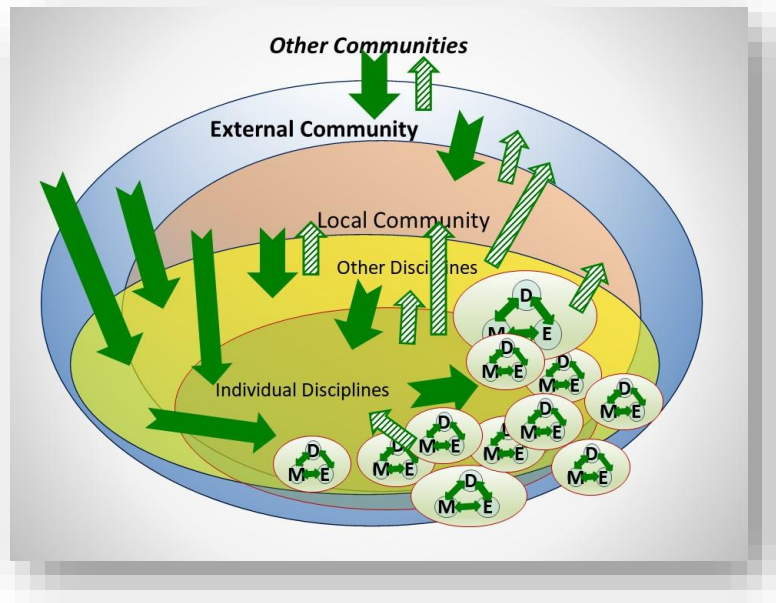 Other Communities
External Community
Local Community
Other Disciplines
D
M E
D
M E
D
M E
Individual Disciplines
D
M E
D
M E
D
M E
D
M E
D
M E
D
M E
D
M E
D
M E